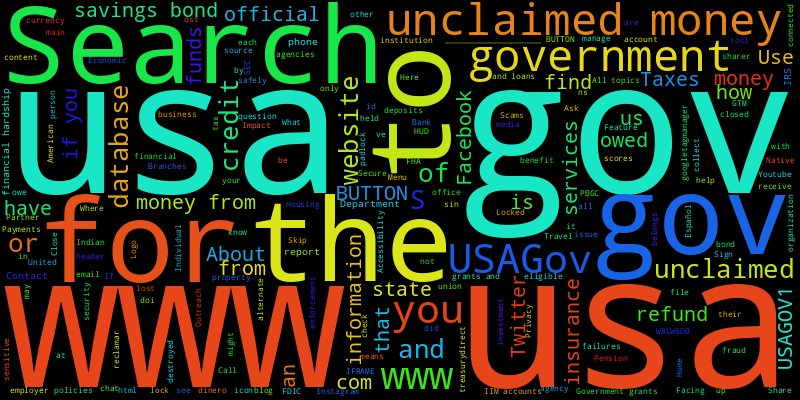 savings bond
official
unclaimed money
currency
main
ost
other
content
Search
Economic
funds
phone
each
source
agencies
by
SEC
safely
institution
BUTTON
manage
are
account
tool
connected
government
sharer
Use
IRS
and loans
find
All topics
Taxes
money
how
GTM
closed
only
Here
to
usa
gov
financial hardship
American
person
if you
database
business
financial
Branches
tax
credit
your
question
Impact
What
be
website
id
held
padlock
ve
deposits
Bank
HUD
FHA
Secure
Menu
Facebook
Scams
media
benefit
services
ns
Ask
us
Feature
owed
scores
googletagmanager
collect
help
with
Native
Youtube
receive
owe
have
Partner
Payments
Where
money from
Housing
BUTTON
Department
s
of
office
sin
Locked
is
PBGC
all
it
Travel
issue
gov
belongs
Español
bond
Sign
organization
or
in
United
Close
Indian
header
for
Logo
Individual
know
About
from
Skip
report
the
Accessibility
not
USAGov
unclaimed
Contact
email
If
property
state
union
grants and
eligible
may
security
lost
doi
Outreach
alternate
enforcement
information
check
that
you
did
investment
Twitter
Privacy
insurance
file
refund
their
W8LW6DB
USAGOV1
www
usa
sensitive
at
reclamar
destroyed
might
Call
an
means
IFRAME
and
treasurydirect
failures
Pension
Home
fraud
employer
policies
chat
html
lock
see
dinero
icon
blog
FDIC
Instagram
com
www
IIM accounts
agency
Government grants
Facing
up
Share